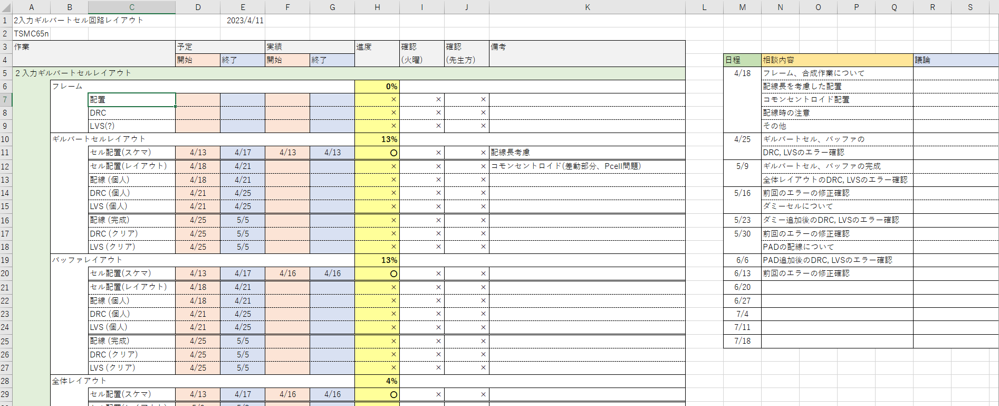 A B C D E F G H I J K L M N O P Q R S
1 2入力ギルバートセル回路レイアウト 2023/4/11
2 TSMC65n
3 作業 予定 実績 進度 確認 確認 備考
4 開始 終了 開始 終了 (火曜) (先生方) 日程 相談内容 議論
5 2入力ギルバートセルレイアウト 4/18 フレーム、合成作業について
6 フレーム 0% 配線長を考慮した配置
7 配置 × × × コモンセントロイド配置
8 DRC × × × 配線時の注意
9 LVS(?) × × × その他
10 ギルバートセルレイアウト 13% 4/25 ギルバートセル、バッファの
11 セル配置(スケマ) 4/13 4/17 4/13 4/13 〇 × × 配線長考慮 DRC, LVSのエラー確認
12 セル配置(レイアウト) 4/18 4/21 × × × コモンセントロイド(差動部分、Pcell問題) 5/9 ギルバートセル、バッファの完成
13 配線 (個人) 4/18 4/21 × × × 全体レイアウトのDRC, LVSのエラー確認
14 DRC (個人) 4/21 4/25 × × × 5/16 前回のエラーの修正確認
15 LVS (個人) 4/21 4/25 × × × ダミーセルについて
16 配線 (完成) 4/25 5/5 × × × 5/23 ダミー追加後のDRC, LVSのエラー確認
17 DRC (クリア) 4/25 5/5 × × × 5/30 前回のエラーの修正確認
18 LVS (クリア) 4/25 5/5 × × × PADの配線について
19 バッファレイアウト 13% 6/6 PAD追加後のDRC, LVSのエラー確認
20 セル配置(スケマ) 4/13 4/17 4/16 4/16 〇 × × 6/13 前回のエラーの修正確認
21 セル配置(レイアウト) 4/18 4/21 × × × 6/20
22 配線 (個人) 4/18 4/21 × × × 6/27
23 DRC (個人) 4/21 4/25 × × × 7/4
24 LVS (個人) 4/21 4/25 × × × 7/11
25 配線 (完成) 4/25 5/5 × × × 7/18
26 DRC (クリア) 4/25 5/5 × × ×
27 LVS (クリア) 4/25 5/5 × × ×
28 全体レイアウト 4%
29 セル配置(スケマ) 4/13 4/17 4/16 4/16 〇 × ×